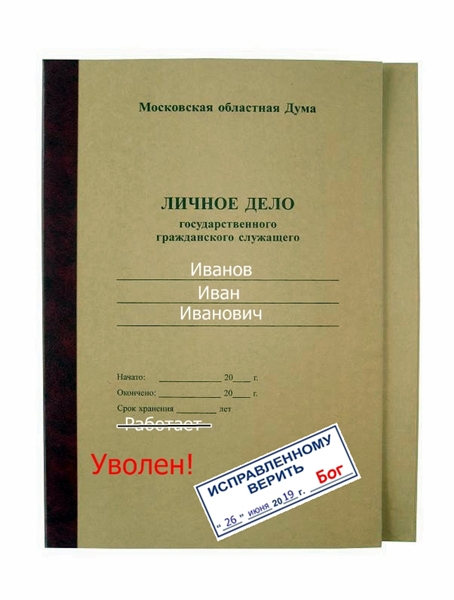 Московская областная Дума
ЛИЧНОЕ ДЕЛО
государственного
гражданского служащего
Иванов
Иван
Иванович
Начато: 20 г.
Окончено: 20 г.
Срок хранения лет
Работает
Уволен!
ИСПРАВЛЕННОМУ
ВЕРИТЬ
"26" июня 2019 г. Бог